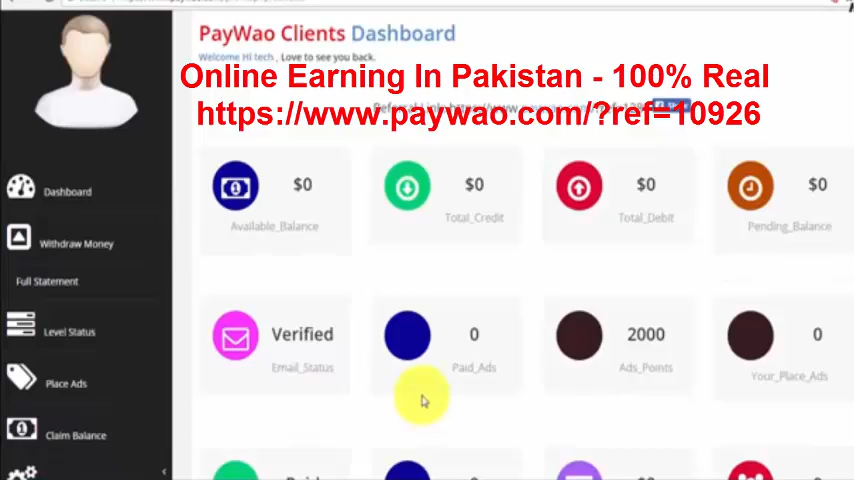 PayWao Clients Dashboard
Welcome Hi tech , Love to see you back.
Online Earning In Pakistan - 100% Real
https://www.paywao.com/?ref=10926
$0
$0
$0
$0
Available_Balance
Total_Credit
Total_Debit
Pending_Balance
Dashboard
Withdraw Money
Full Statement
Level Status
Place Ads
Claim Balance
Verified
0
2000
0
Email_Status
Paid_Ads
Ads_Points
Your_Place_Ads